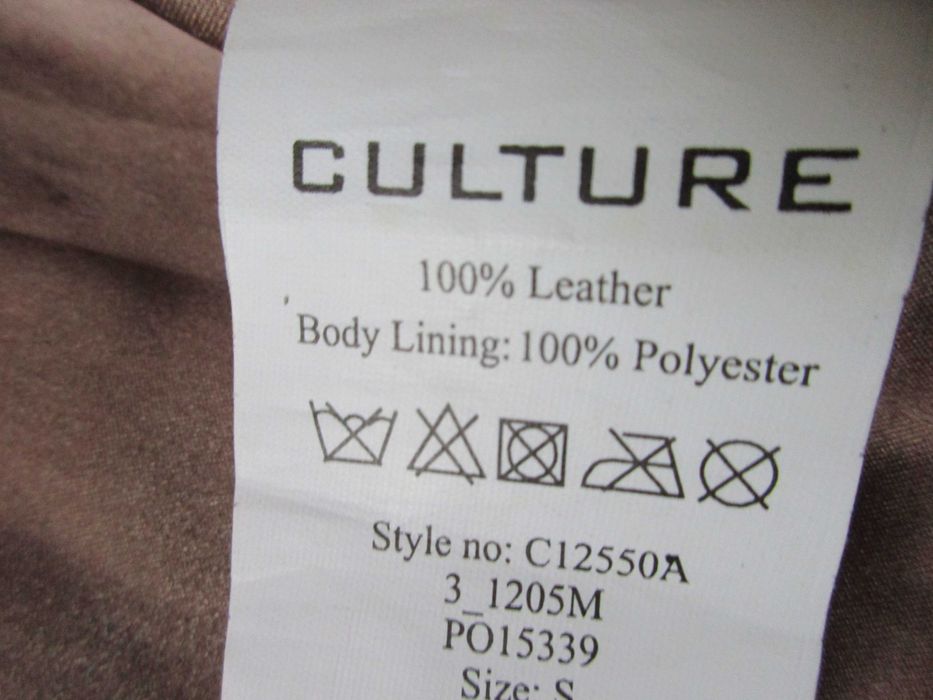 CULTURE
100% Leather
Body Lining: 100% Polyester
Style no: C12550A
3_1205M
PO15339
Size: S